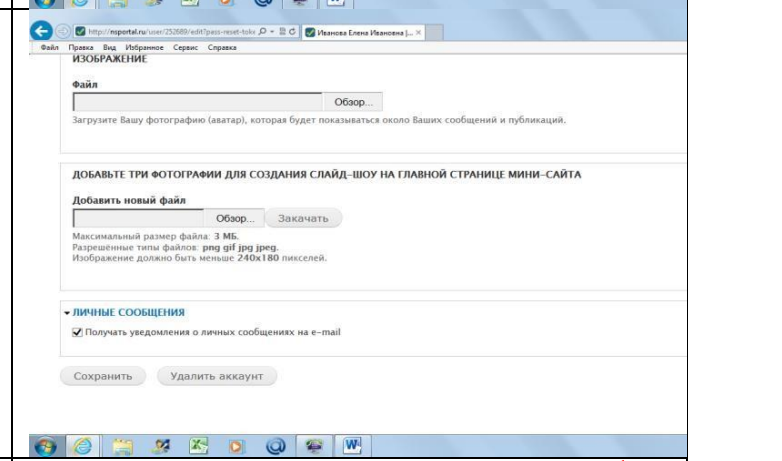 http://nsportal.ru/user/252689/edit?pass-reset-toke
Иванова Елена Ивановна |...
Файл Правка Вид Избранное Сервис Справка
ИЗОБРАЖЕНИЕ
Файл
Обзор...
Загрузите Вашу фотографию (аватар), которая будет показываться около Ваших сообщений и публикаций.
ДОБАВЬТЕ ТРИ ФОТОГРАФИИ ДЛЯ СОЗДАНИЯ СЛАЙД-ШОУ НА ГЛАВНОЙ СТРАНИЦЕ МИНИ-САЙТА
Добавить новый файл
Обзор... Закачать
Максимальный размер файла: 3 МБ.
Разрешённые типы файлов: png gif jpg jpeg.
Изображение должно быть меньше 240x180 пикселей.
ЛИЧНЫЕ СООБЩЕНИЯ
Получать уведомления о личных сообщениях на e-mail
Сохранить Удалить аккаунт